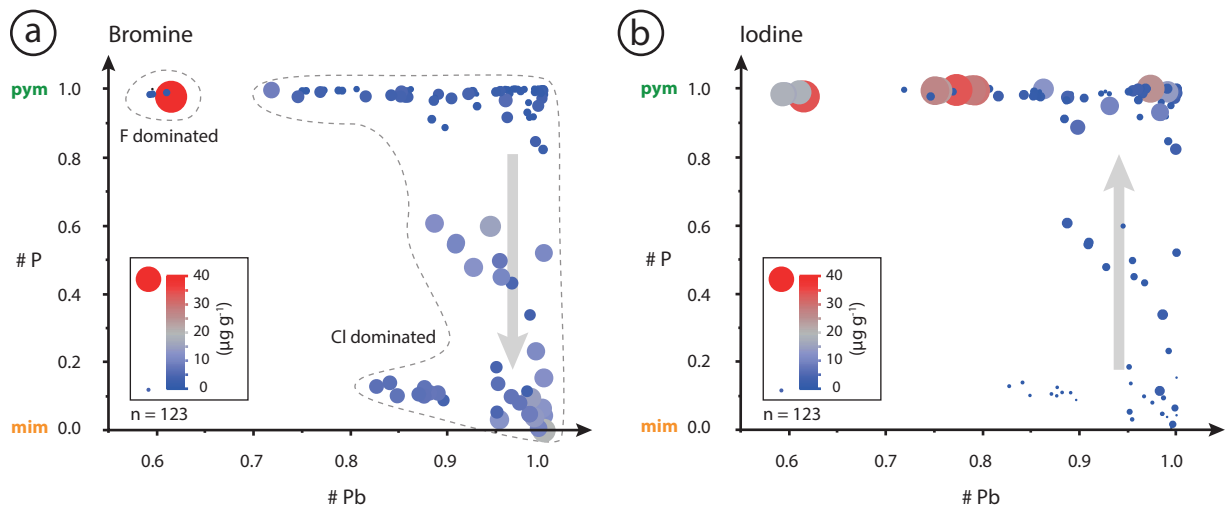 a
Bromine
pym
1.0
F dominated
0.8
0.6
# P
0.4
Cl dominated
0.2
mim
0.0
40
30
20
10
0
(µg g⁻¹)
n = 123
0.6
0.7
0.8
0.9
1.0
# Pb
b
Iodine
pym
1.0
0.8
0.6
# P
0.4
0.2
mim
0.0
40
30
20
10
0
(µg g⁻¹)
n = 123
0.6
0.7
0.8
0.9
1.0
# Pb